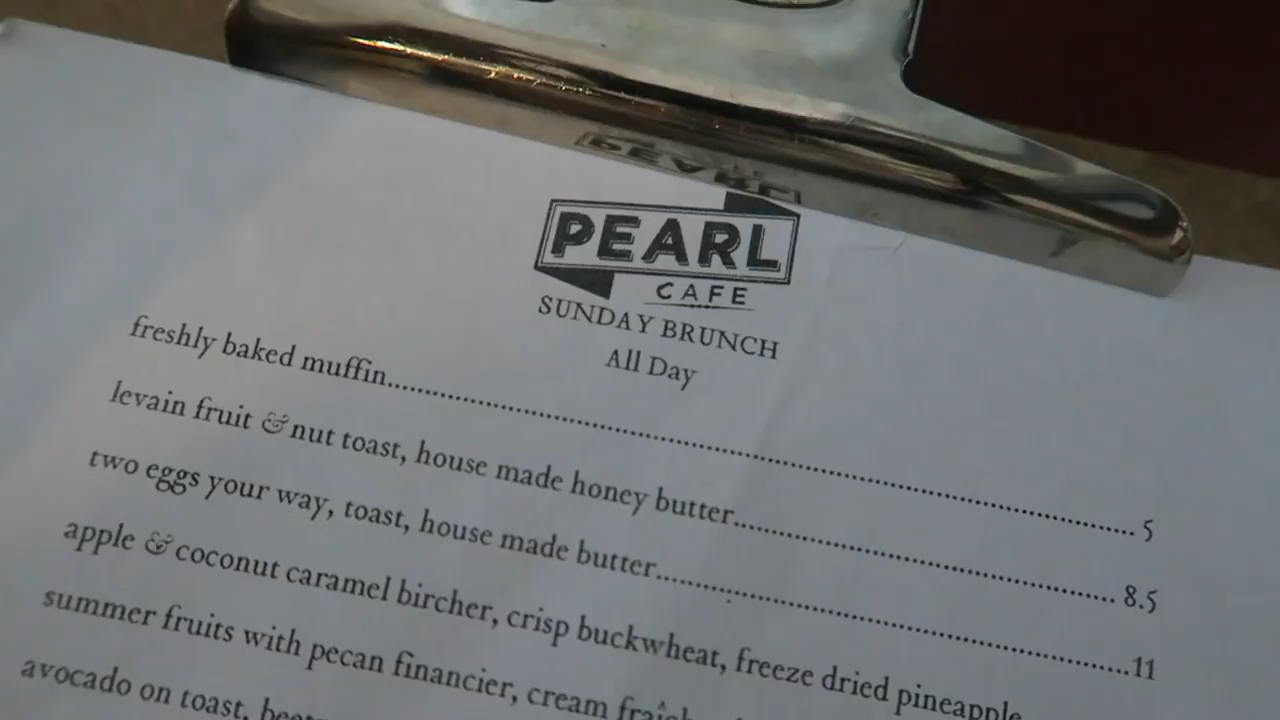 PEARL
CAFE
SUNDAY BRUNCH
All Day
freshly baked muffin........................................................................5
levain fruit & nut toast, house made honey butter....................................8.5
two eggs your way, toast, house made butter............................................11
apple & coconut caramel bircher, crisp buckwheat, freeze dried pineapple
summer fruits with pecan financier, cream
avocado on toast,